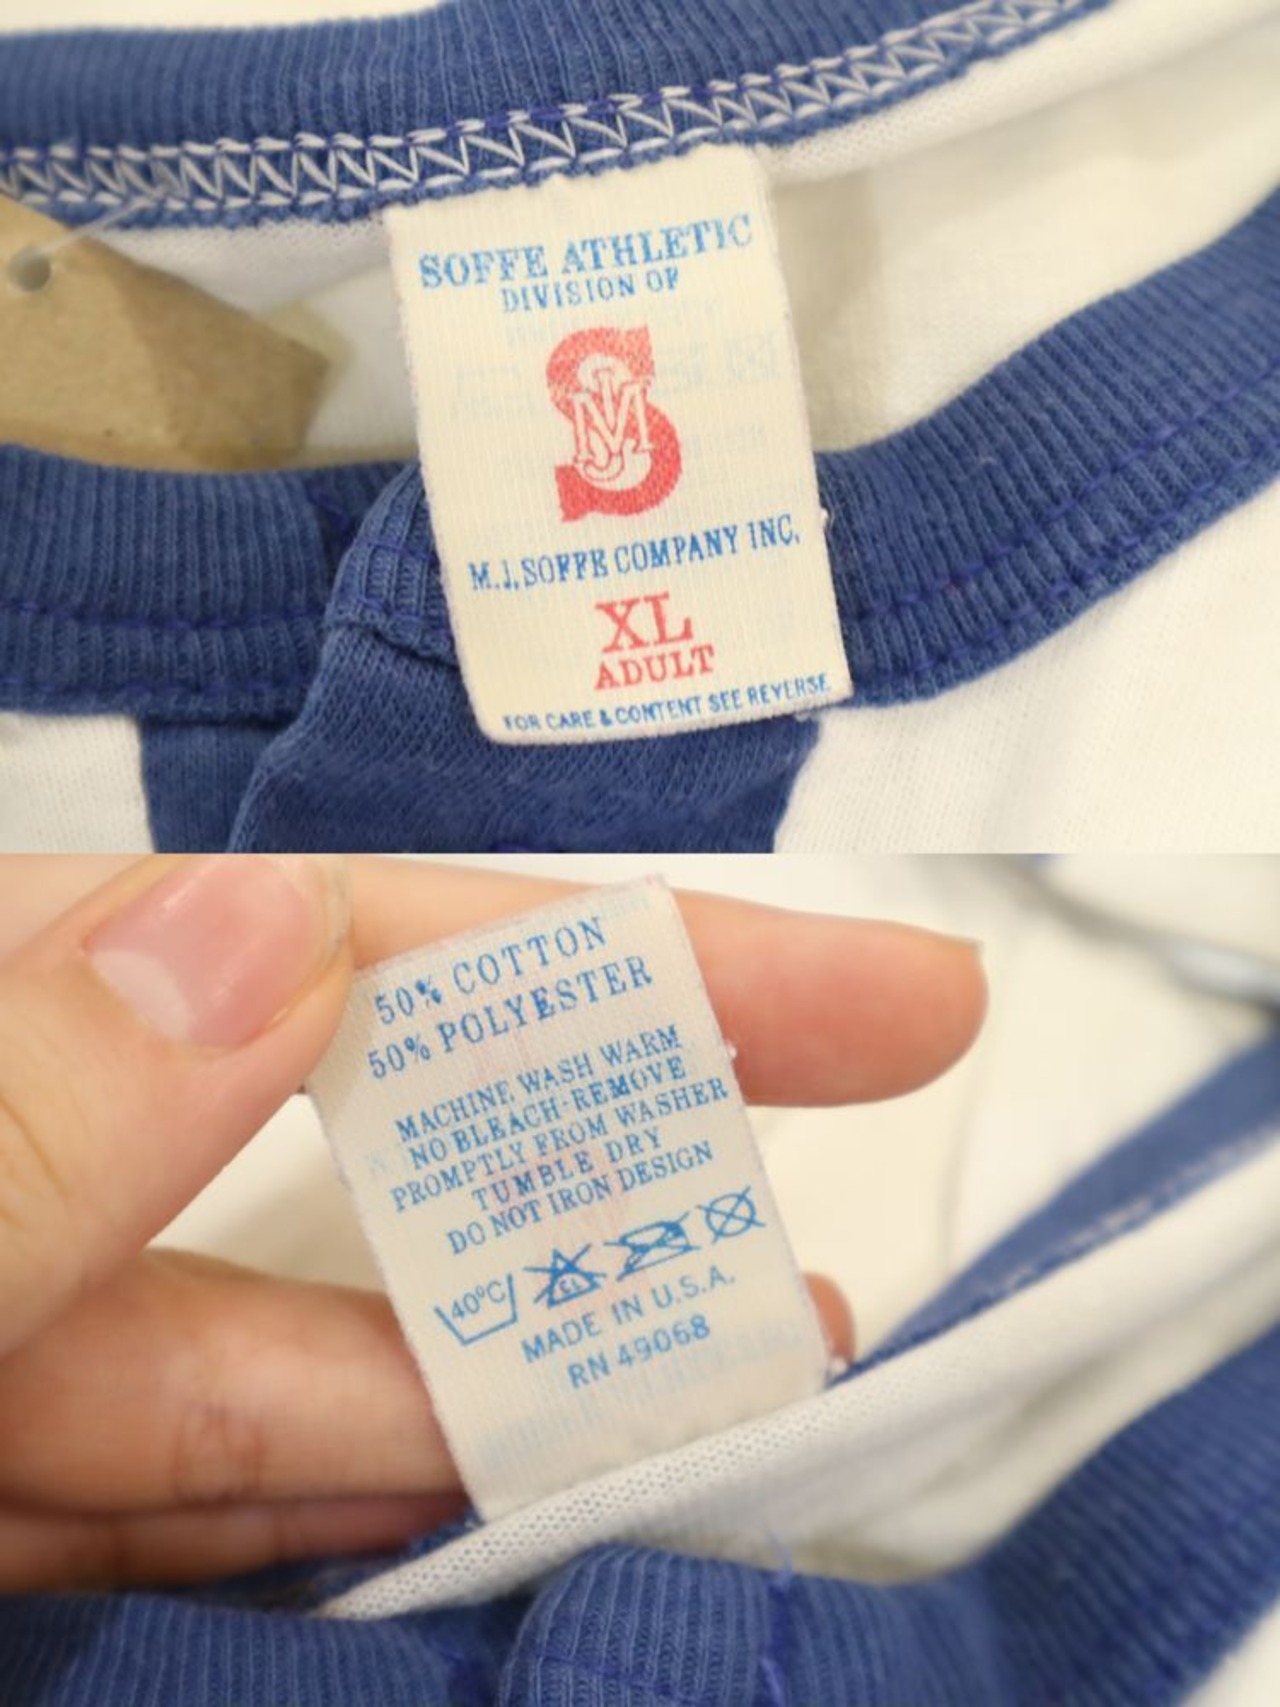 SOFFE ATHLETIC
DIVISION OF
S
MJS
M.J. SOFFE COMPANY INC.
XL
ADULT
FOR CARE & CONTENT SEE REVERSE
50% COTTON
50% POLYESTER
MACHINE WASH WARM
NO BLEACH-REMOVE
PROMPTLY FROM WASHER
TUMBLE DRY
DO NOT IRON DESIGN
40°C CL
MADE IN U.S.A.
RN 49068